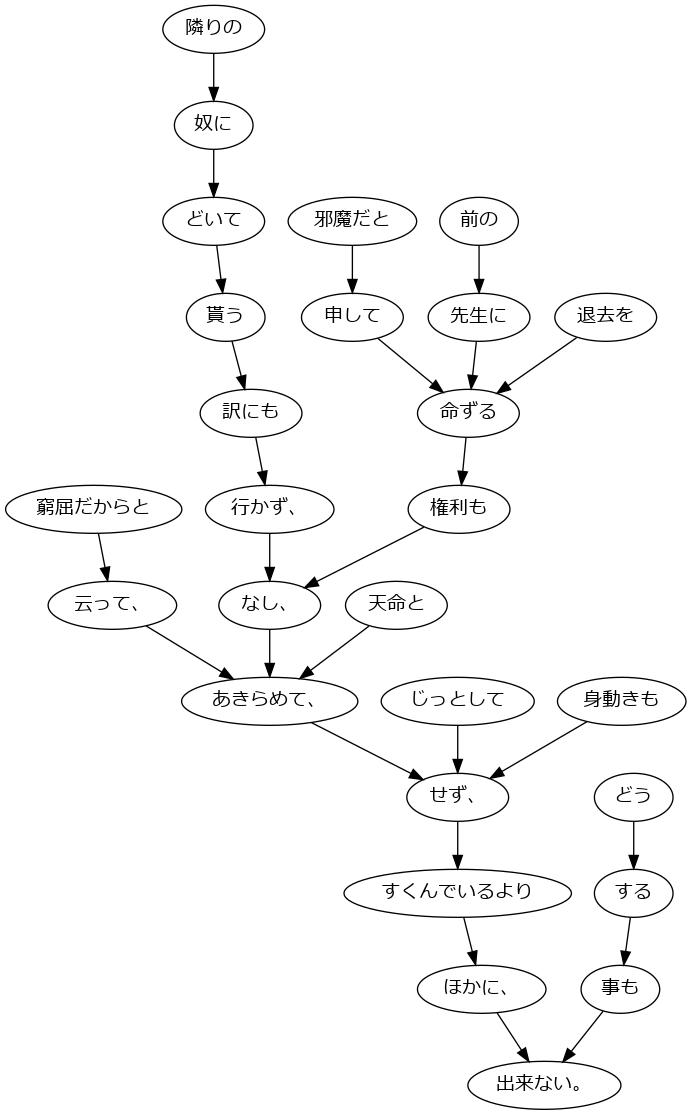 隣りの
奴に
どいて
邪魔だと
前の
貰う
申して
先生に
退去を
訳にも
命ずる
窮屈だからと
行かず、
権利も
云って、
なし、
天命と
あきらめて、
じっとして
身動きも
せず、
どう
すくんでいるより
する
ほかに、
事も
出来ない。